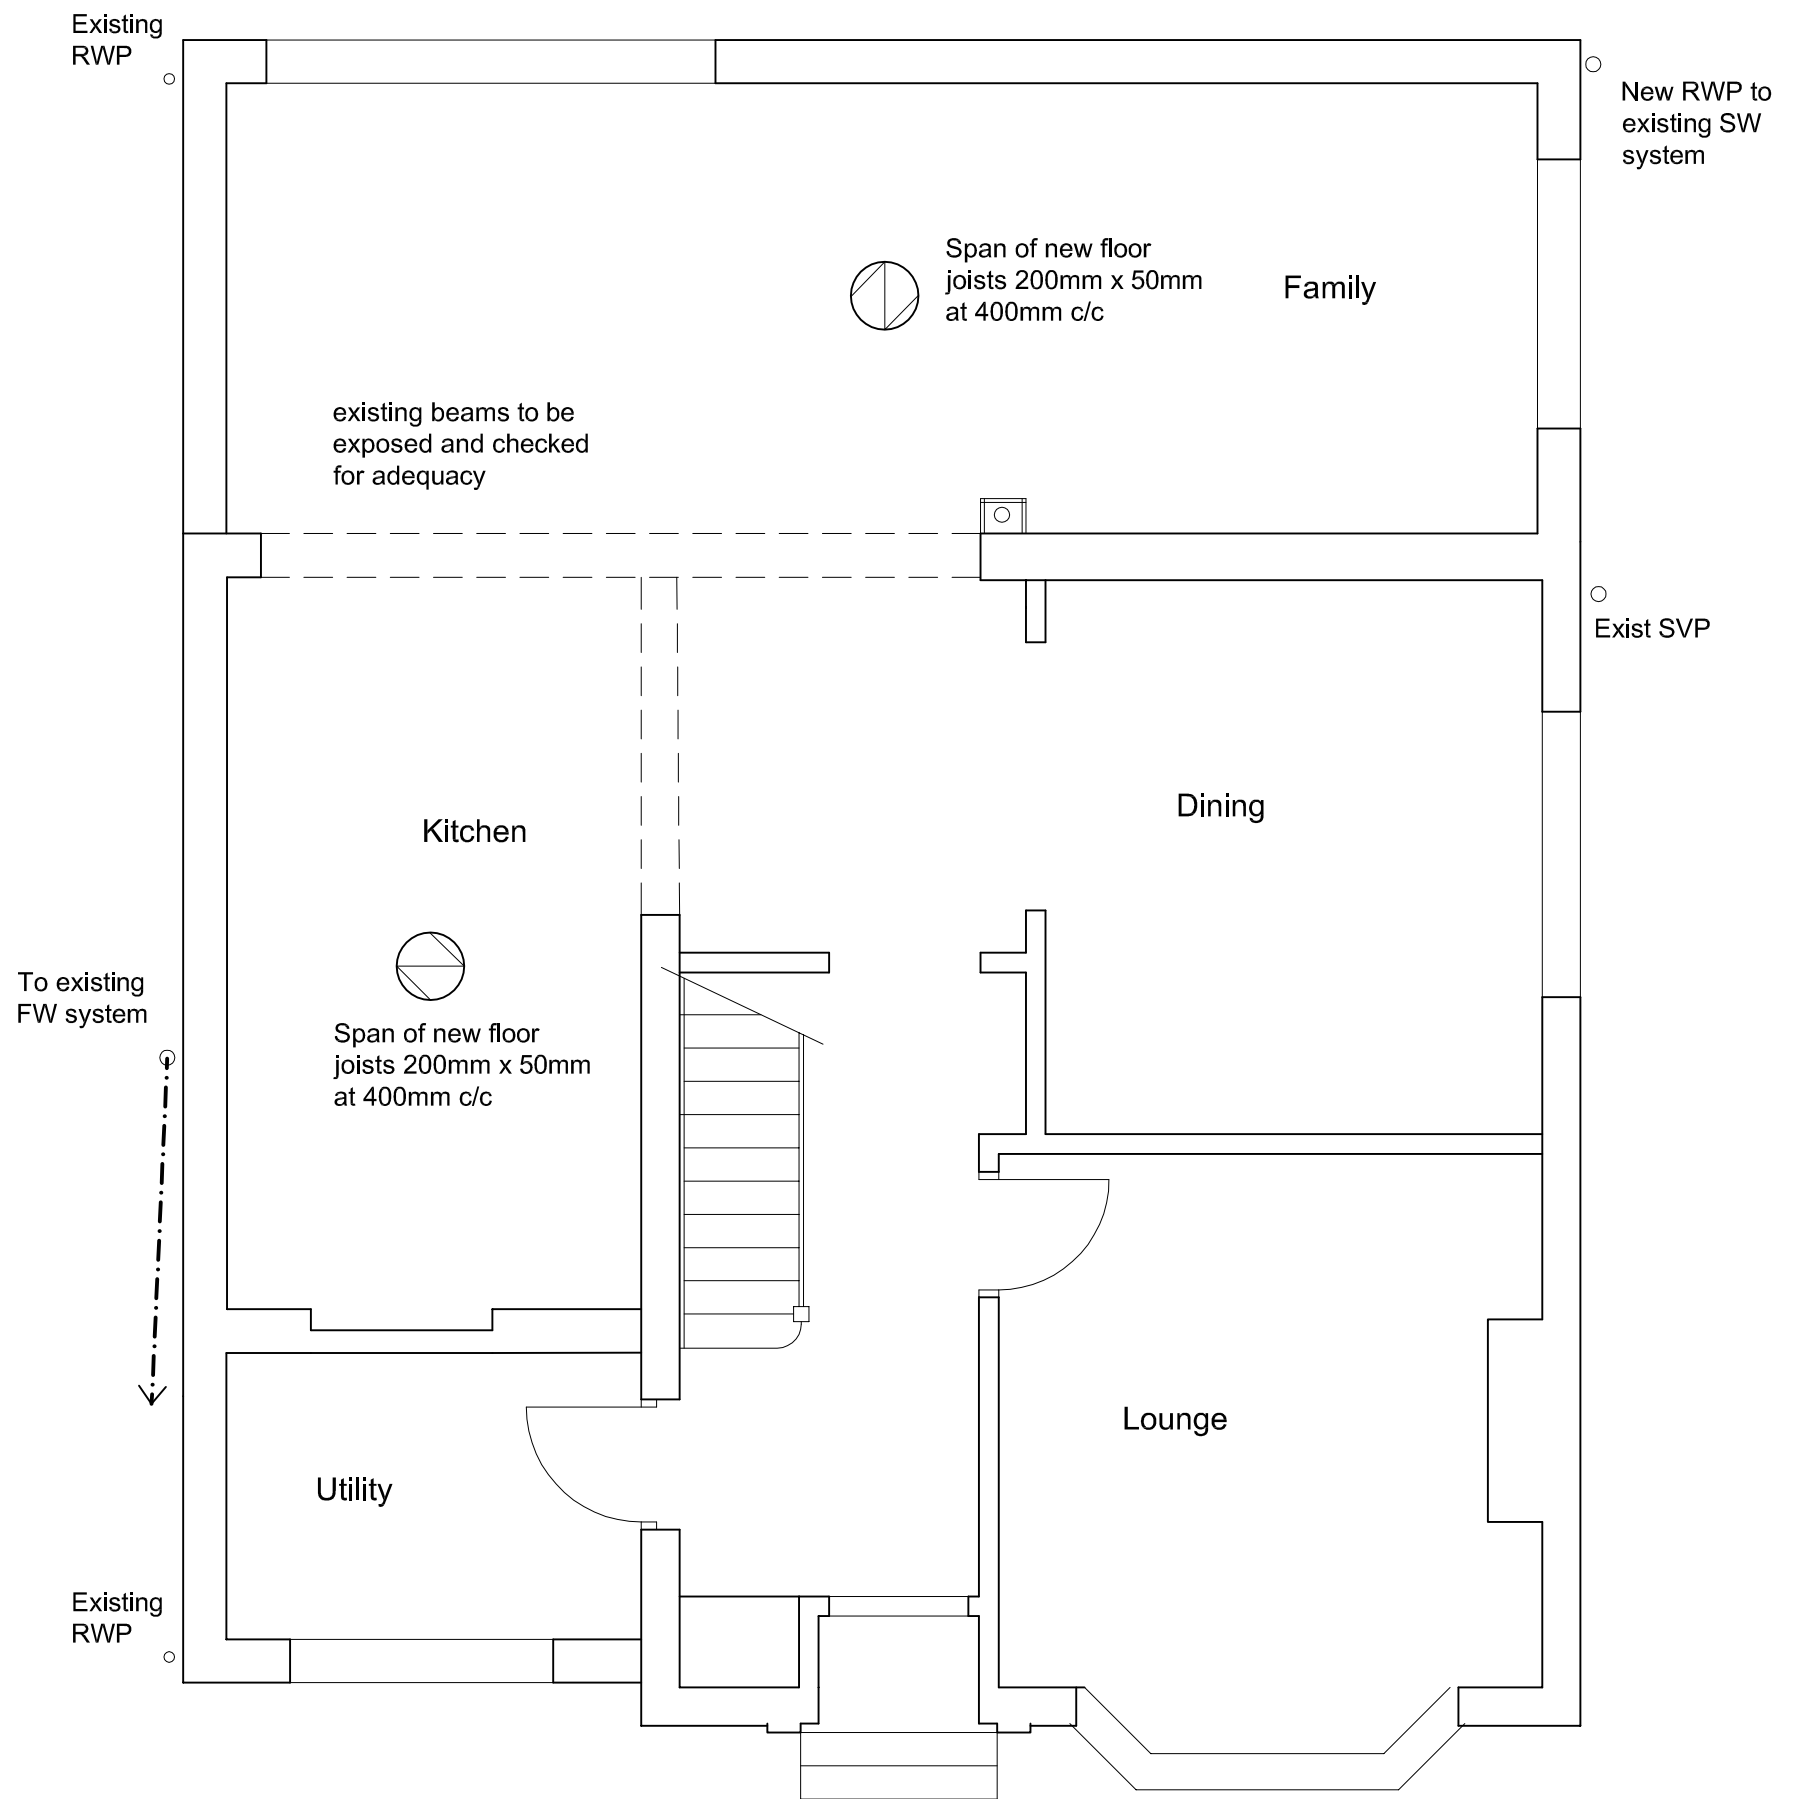 Existing
RWP
New RWP to
existing SW
system
Span of new floor
joists 200mm x 50mm
at 400mm c/c
Family
existing beams to be
exposed and checked
for adequacy
Exist SVP
Dining
Kitchen
To existing
FW system
Span of new floor
joists 200mm x 50mm
at 400mm c/c
Lounge
Utility
Existing
RWP